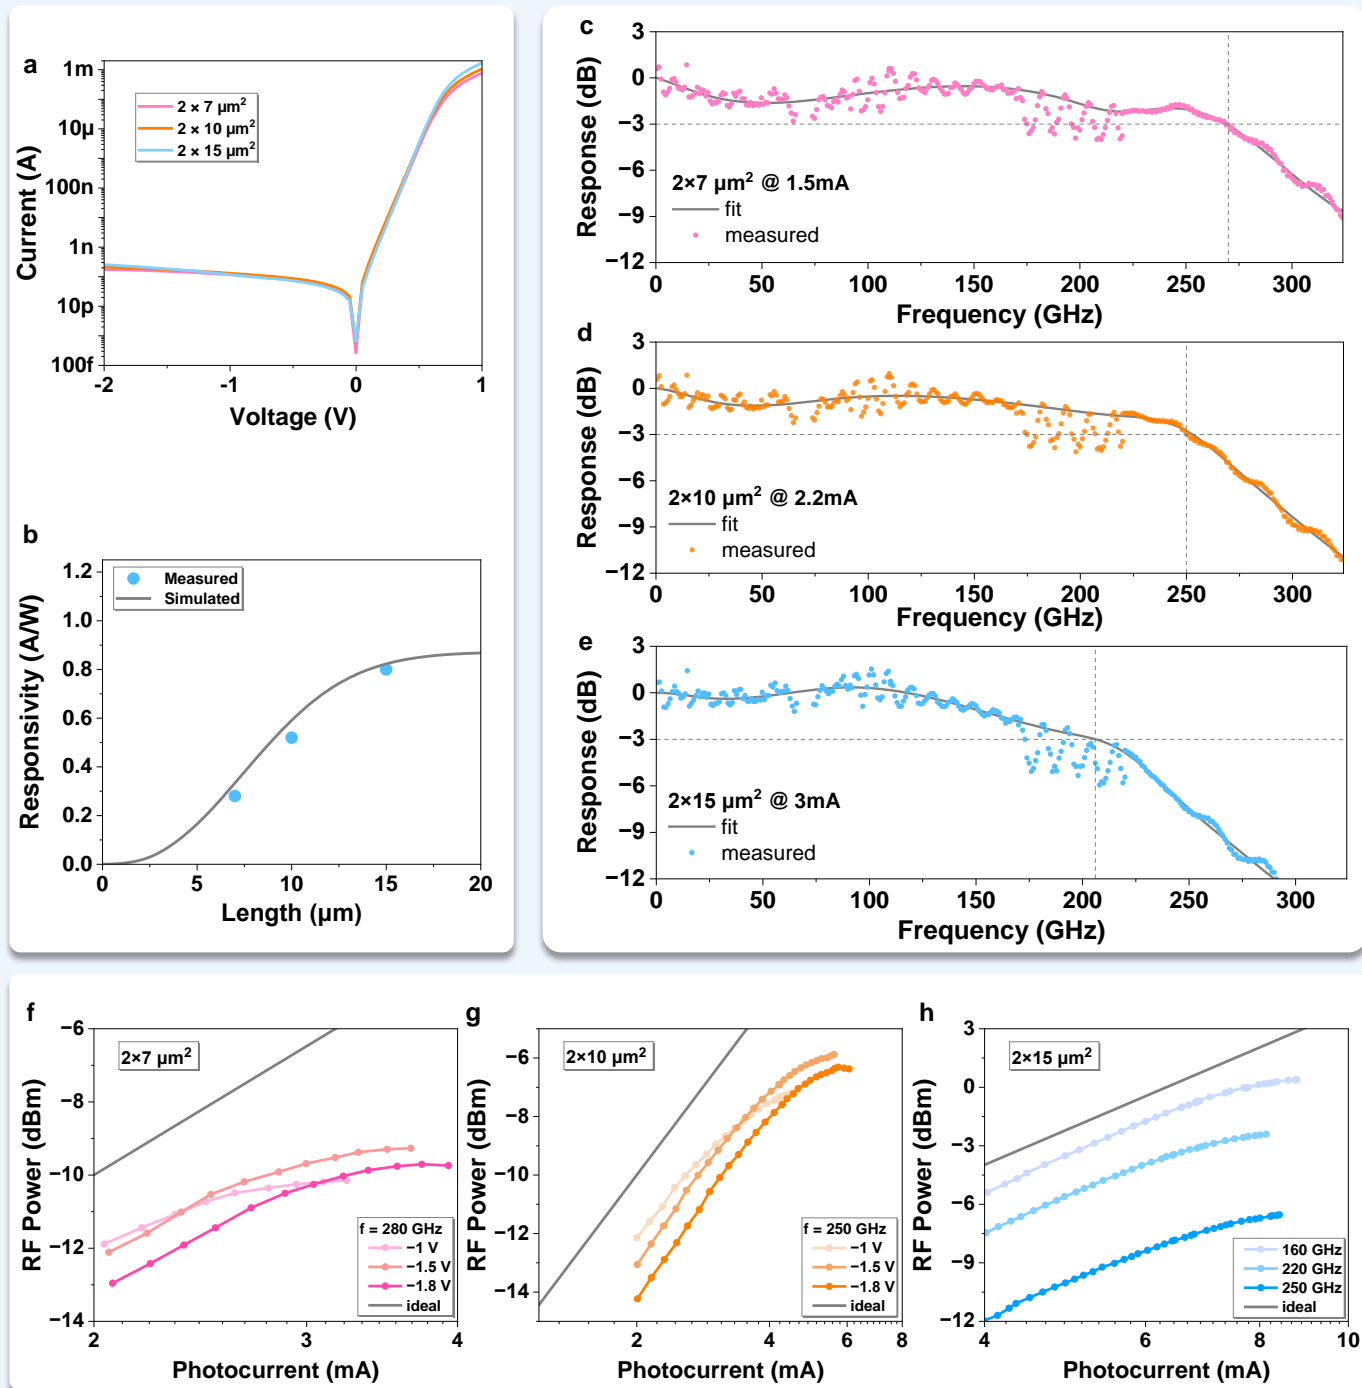 a
1m
10µ
100n
1n
10p
100f
Current (A)
2 × 7 µm²
2 × 10 µm²
2 × 15 µm²
-2
-1
0
1
Voltage (V)
b
1.2
1.0
0.8
0.6
0.4
0.2
0.0
Responsivity (A/W)
Measured
Simulated
0
5
10
15
20
Length (µm)
c
3
0
−3
−6
−9
−12
Response (dB)
2×7 µm² @ 1.5mA
fit
measured
0
50
100
150
200
250
300
Frequency (GHz)
d
3
0
−3
−6
−9
−12
Response (dB)
2×10 µm² @ 2.2mA
fit
measured
0
50
100
150
200
250
300
Frequency (GHz)
e
3
0
−3
−6
−9
−12
Response (dB)
2×15 µm² @ 3mA
fit
measured
0
50
100
150
200
250
300
Frequency (GHz)
f
−6
−8
−10
−12
−14
RF Power (dBm)
2×7 µm²
f = 280 GHz
−1 V
−1.5 V
−1.8 V
ideal
2
3
4
Photocurrent (mA)
g
−6
−8
−10
−12
−14
RF Power (dBm)
2×10 µm²
f = 250 GHz
−1 V
−1.5 V
−1.8 V
ideal
2
4
6
8
Photocurrent (mA)
h
3
0
−3
−6
−9
−12
RF Power (dBm)
2×15 µm²
160 GHz
220 GHz
250 GHz
ideal
4
6
8
10
Photocurrent (mA)